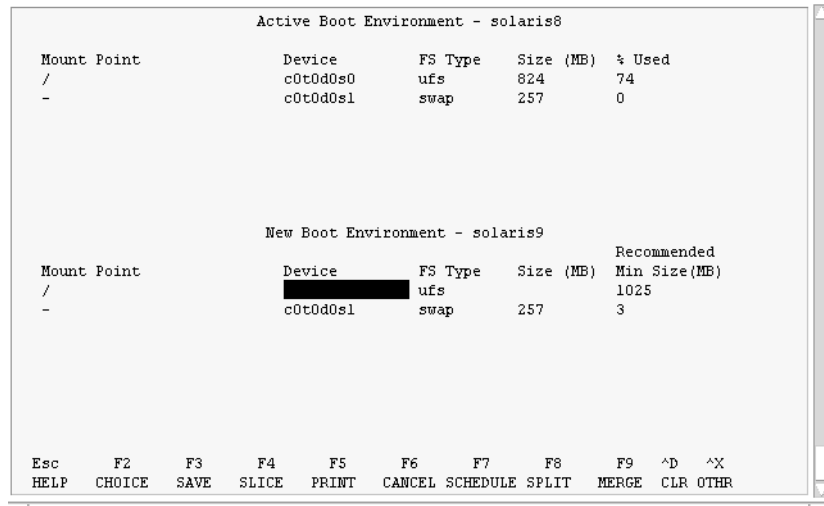 Active Boot Environment - solaris8
Mount Point Device FS Type Size (MB) % Used
/ c0t0d0s0 ufs 824 74
- c0t0d0s1 swap 257 0
New Boot Environment - solaris9
Recommended
Mount Point Device FS Type Size (MB) Min Size(MB)
/ ufs 1025
- c0t0d0s1 swap 257 3
Esc F2 F3 F4 F5 F6 F7 F8 F9 ^D ^X
HELP CHOICE SAVE SLICE PRINT CANCEL SCHEDULE SPLIT MERGE CLR OTHR